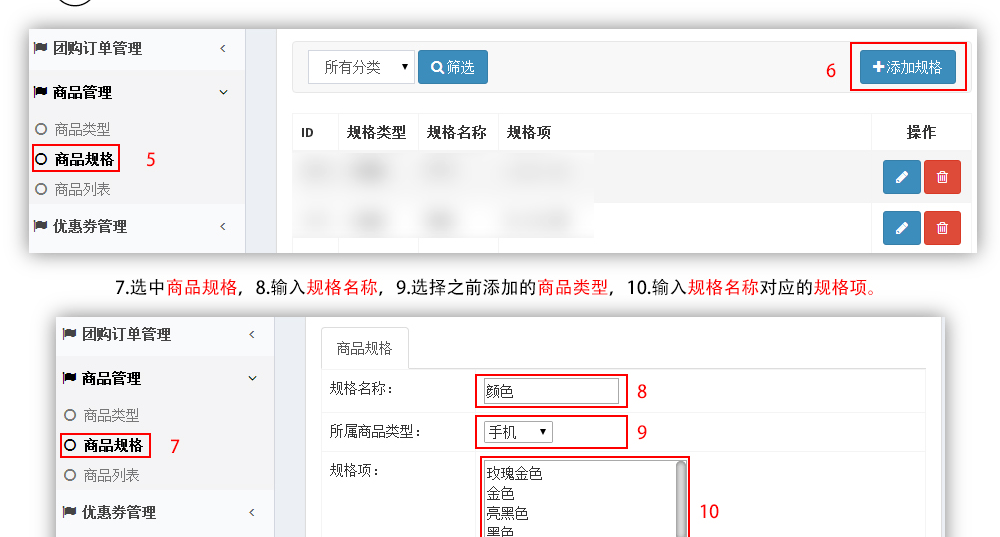 团购订单管理
所有分类 筛选 6 添加规格
商品管理
ID 规格类型 规格名称 规格项 操作
商品类型
商品规格 5
商品列表
优惠券管理
7.选中商品规格，8.输入规格名称，9.选择之前添加的商品类型，10.输入规格名称对应的规格项。
团购订单管理
商品规格
商品管理
规格名称： 颜色 8
商品类型
所属商品类型： 手机 9
商品规格 7
规格项： 玫瑰金色
商品列表
金色
亮黑色 10
优惠券管理
黑色